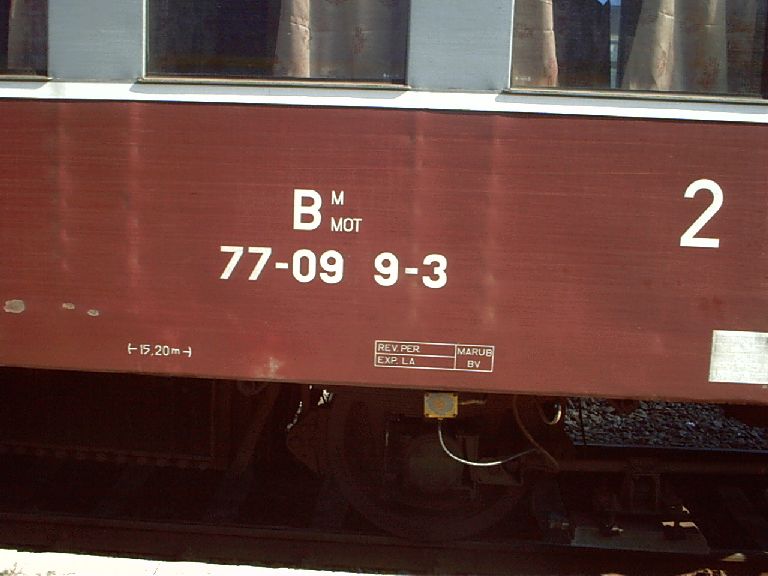 B M MOT
2
77-09 9-3
⟨-15,20m-⟩
REV.PER MARUB
EXP. LA BV